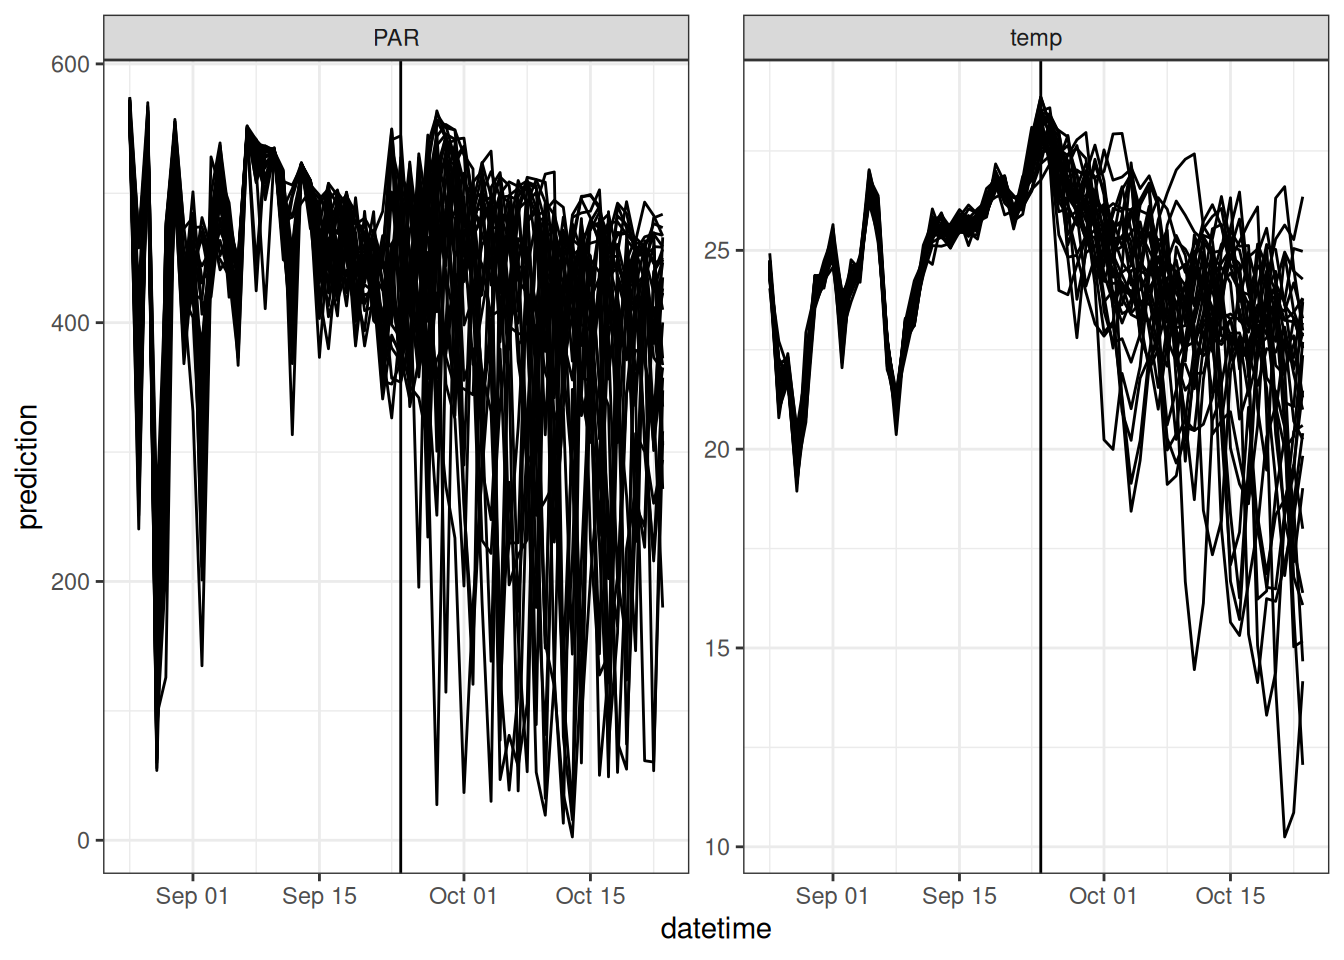 PAR
temp
600
400
200
0
25
20
15
10
prediction
Sep 01
Sep 15
Oct 01
Oct 15
Sep 01
Sep 15
Oct 01
Oct 15
datetime